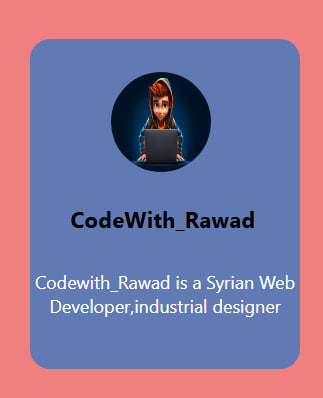 CodeWith_Rawad
Codewith_Rawad is a Syrian Web
Developer,industrial designer